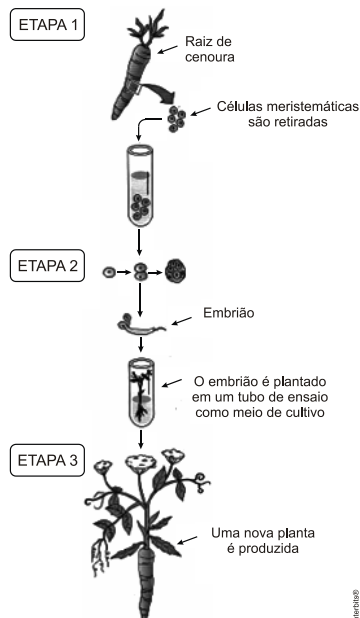 ETAPA 1
Raiz de
cenoura
Células meristemáticas
são retiradas
ETAPA 2
Embrião
O embrião é plantado
em um tubo de ensaio
como meio de cultivo
ETAPA 3
Uma nova planta
é produzida